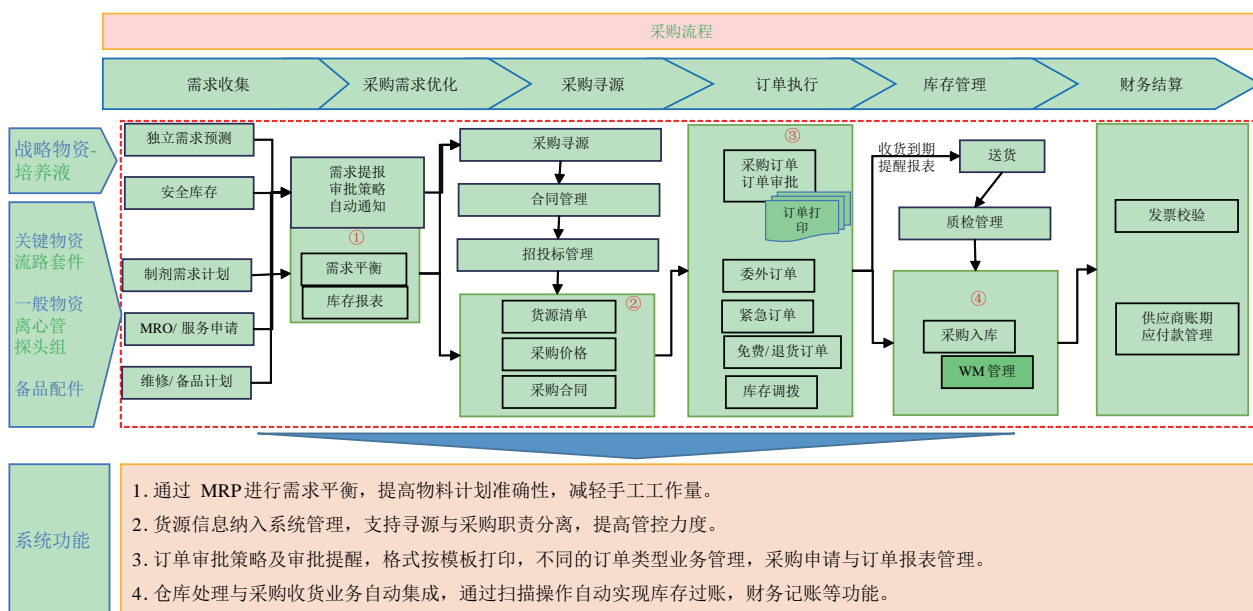 采购流程
需求收集
采购需求优化
采购寻源
订单执行
库存管理
财务结算
战略物资-
培养液
关键物资
流路套件
一般物资
离心管
探头组
备品配件
独立需求预测
安全库存
制剂需求计划
MRO/ 服务申请
维修/ 备品计划
需求提报
审批策略
自动通知
①
需求平衡
库存报表
采购寻源
合同管理
招投标管理
②
货源清单
采购价格
采购合同
③
采购订单
订单审批
订单打
印
委外订单
紧急订单
免费/退货订单
库存调拨
收货到期
提醒报表
送货
质检管理
④
采购入库
WM 管理
发票校验
供应商账期
应付款管理
系统功能
1. 通过 MRP进行需求平衡，提高物料计划准确性，减轻手工工作量。
2. 货源信息纳入系统管理，支持寻源与采购职责分离，提高管控力度。
3. 订单审批策略及审批提醒，格式按模板打印，不同的订单类型业务管理，采购申请与订单报表管理。
4. 仓库处理与采购收货业务自动集成，通过扫描操作自动实现库存过账，财务记账等功能。